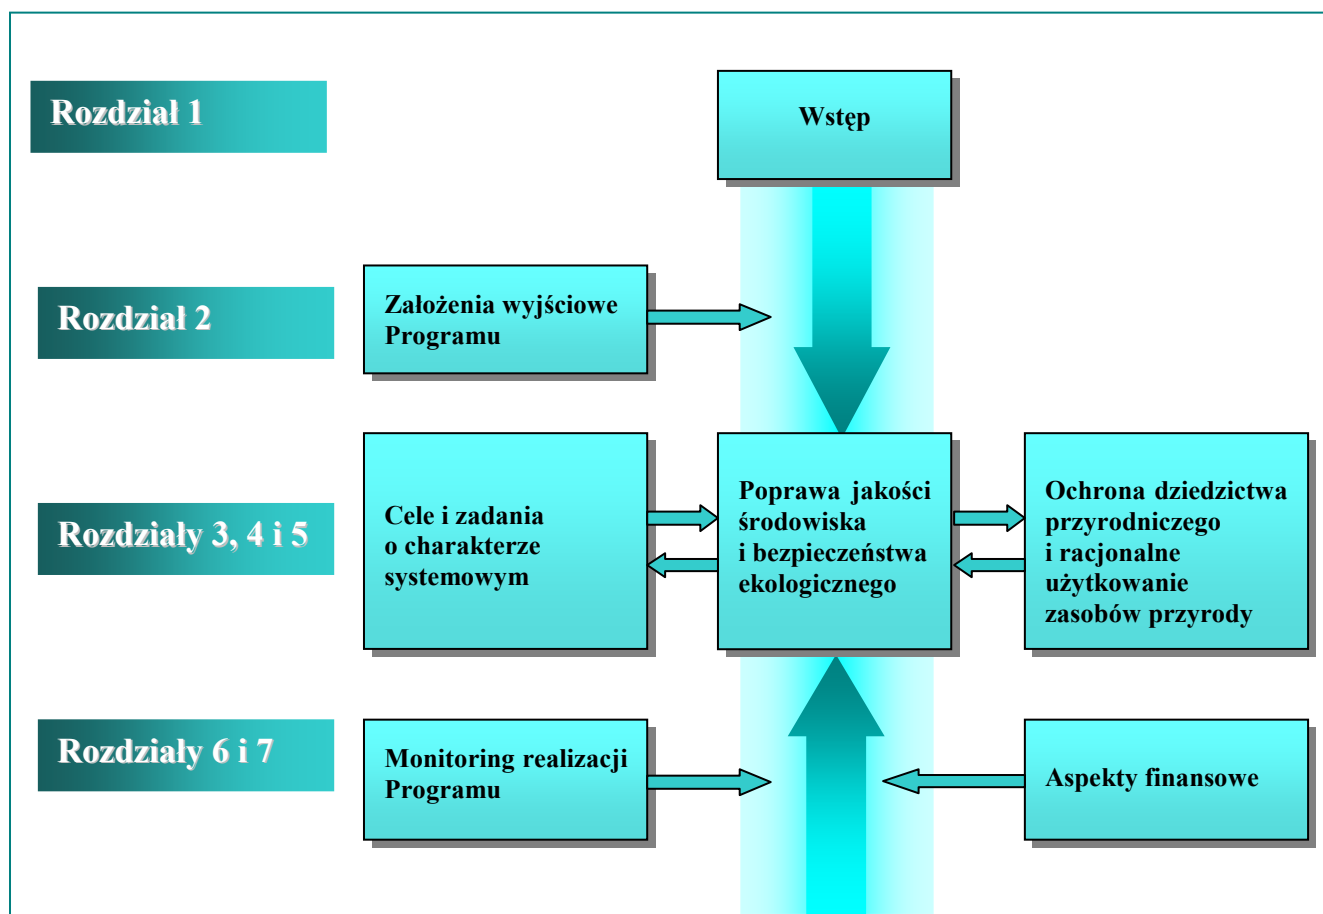 Rozdział 1
Wstęp
Rozdział 2
Założenia wyjściowe
Programu
Rozdziały 3, 4 i 5
Cele i zadania
o charakterze
systemowym
Poprawa jakości
środowiska
i bezpieczeństwa
ekologicznego
Ochrona dziedzictwa
przyrodniczego
i racjonalne
użytkowanie
zasobów przyrody
Rozdziały 6 i 7
Monitoring realizacji
Programu
Aspekty finansowe